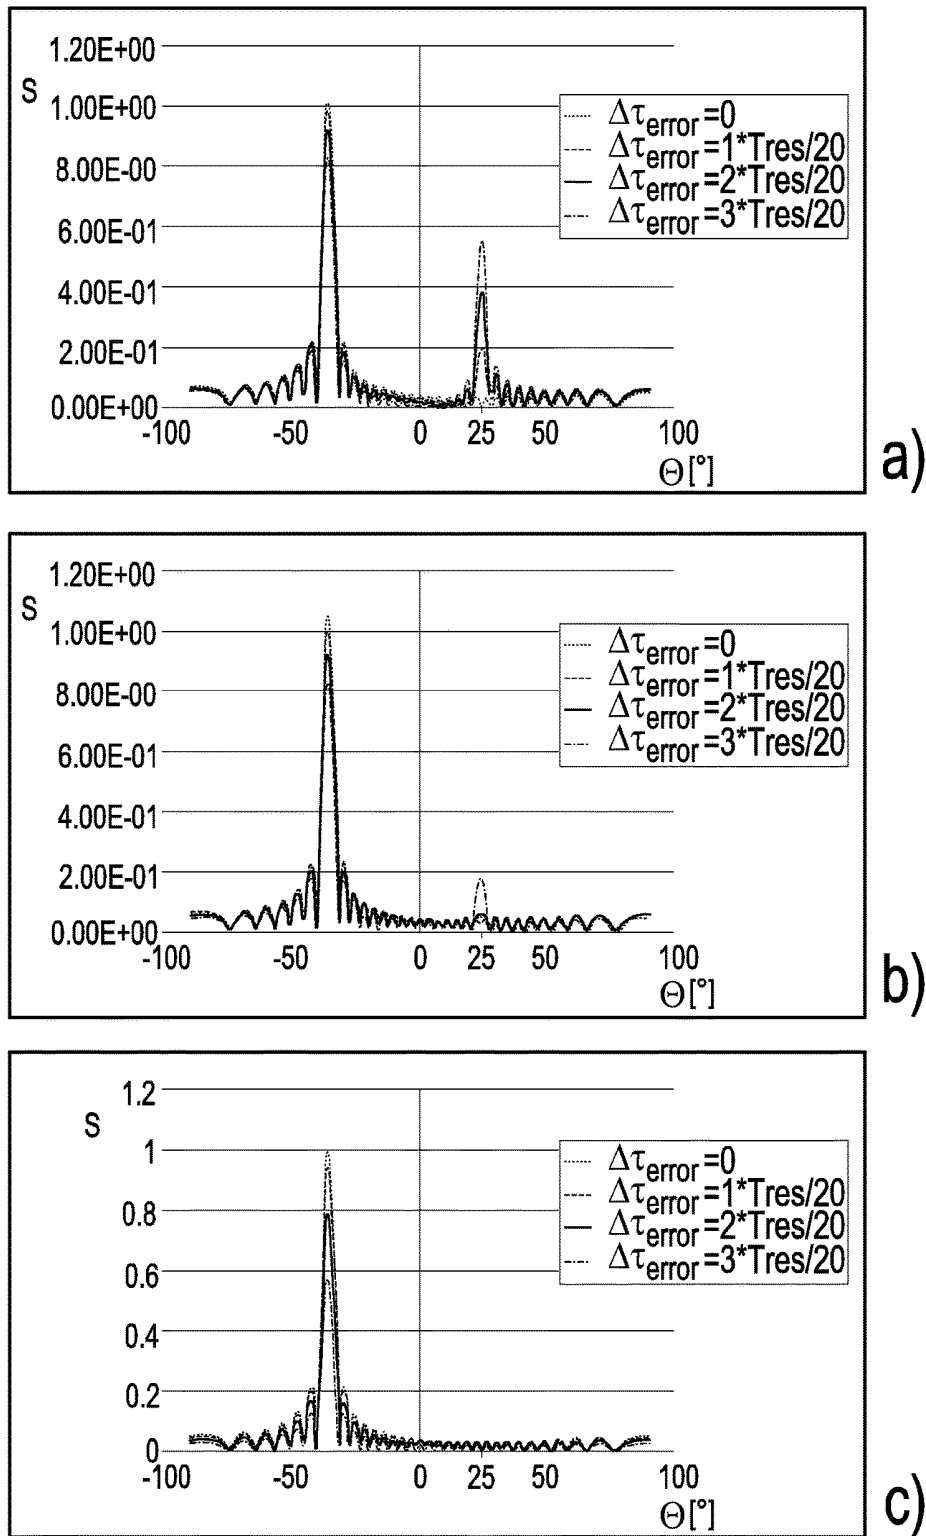 1.20E+00
S
1.00E+00
8.00E-00
6.00E-01
4.00E-01
2.00E-01
0.00E+00
-100 -50 0 25 50 100
Θ[°]
Δτerror=0
Δτerror=1*Tres/20
Δτerror=2*Tres/20
Δτerror=3*Tres/20
a)
1.20E+00
S
1.00E+00
8.00E-00
6.00E-01
4.00E-01
2.00E-01
0.00E+00
-100 -50 0 25 50 100
Θ[°]
Δτerror=0
Δτerror=1*Tres/20
Δτerror=2*Tres/20
Δτerror=3*Tres/20
b)
1.2
S
1
0.8
0.6
0.4
0.2
0
-100 -50 0 25 50 100
Θ[°]
Δτerror=0
Δτerror=1*Tres/20
Δτerror=2*Tres/20
Δτerror=3*Tres/20
c)